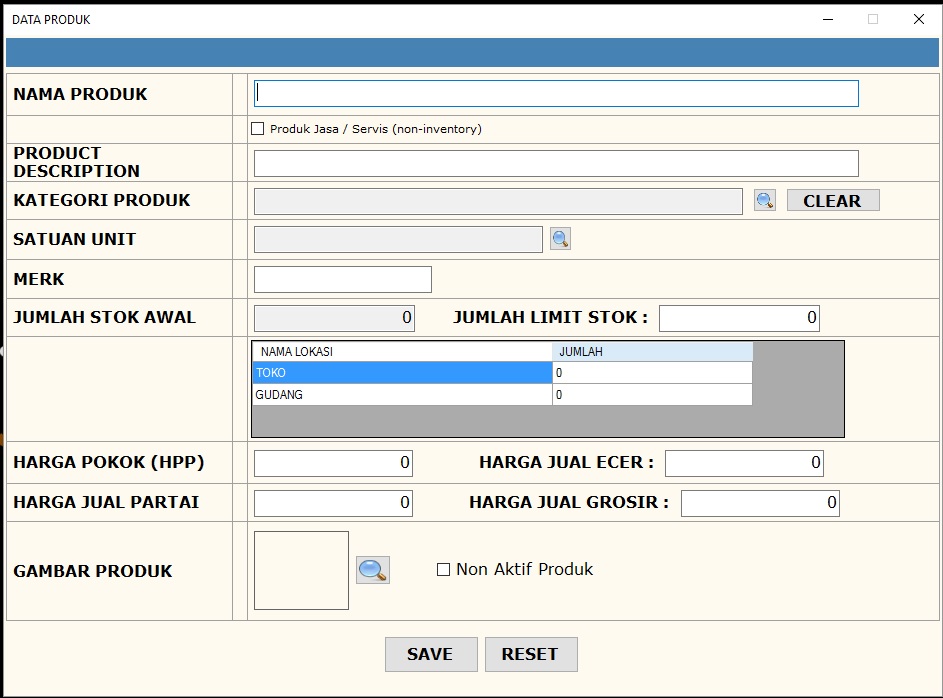 DATA PRODUK
NAMA PRODUK
Produk Jasa / Servis (non-inventory)
PRODUCT
DESCRIPTION
KATEGORI PRODUK
CLEAR
SATUAN UNIT
MERK
JUMLAH STOK AWAL 0 JUMLAH LIMIT STOK : 0
NAMA LOKASI JUMLAH
TOKO 0
GUDANG 0
HARGA POKOK (HPP) 0 HARGA JUAL ECER : 0
HARGA JUAL PARTAI 0 HARGA JUAL GROSIR : 0
GAMBAR PRODUK Non Aktif Produk
SAVE RESET